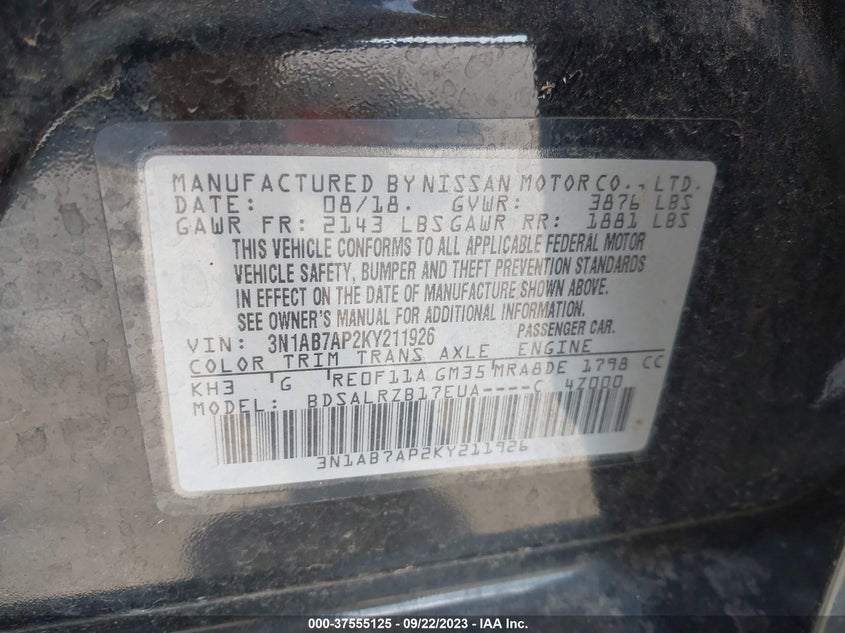 MANUFACTURED BY NISSAN MOTOR CO., LTD.
DATE: 08/18. GVWR: 3876 LBS
GAWR FR: 2143 LBS GAWR RR: 1881 LBS
THIS VEHICLE CONFORMS TO ALL APPLICABLE FEDERAL MOTOR
VEHICLE SAFETY, BUMPER AND THEFT PREVENTION STANDARDS
IN EFFECT ON THE DATE OF MANUFACTURE SHOWN ABOVE.
SEE OWNER'S MANUAL FOR ADDITIONAL INFORMATION.
VIN: 3N1AB7AP2KY211926 PASSENGER CAR.
COLOR TRIM TRANS AXLE ENGINE
KH3 G RE0F11A GM35 MRA8DE 1798 CC
MODEL: BDSALRZB17EUA----C 4Z000
3N1AB7AP2KY211926
000-37555125 - 09/22/2023 - IAA Inc.